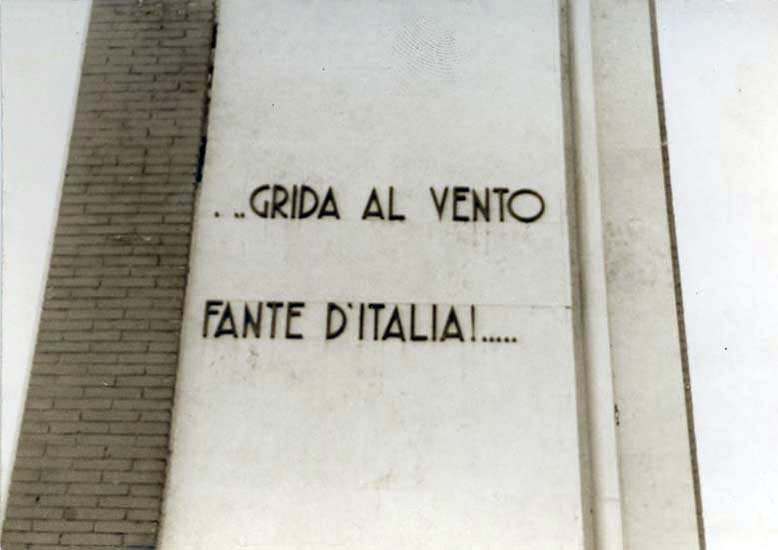 ...GRIDA AL VENTO
FANTE D'ITALIA!.....